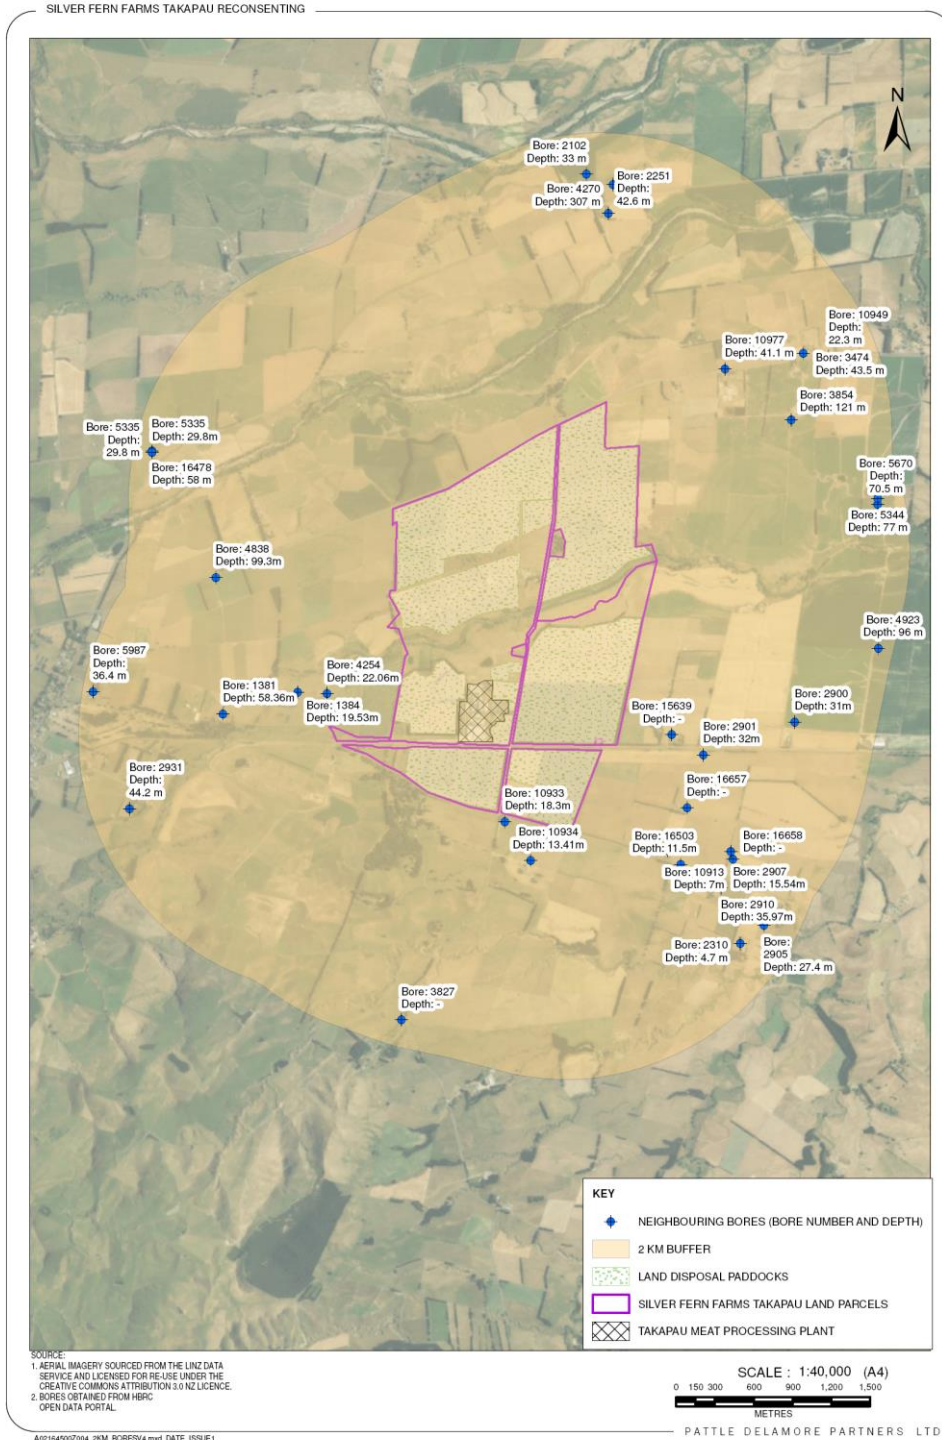 SILVER FERN FARMS TAKAPAU RECONSENTING
N
Bore: 2102
Depth: 33 m
Bore: 2251
Depth:
42.6 m
Bore: 4270
Depth: 307 m
Bore: 10949
Depth:
22.3 m
Bore: 10977
Depth: 41.1 m
Bore: 3474
Depth: 43.5 m
Bore: 3854
Depth: 121 m
Bore: 5335
Depth:
29.8 m
Bore: 5335
Depth: 29.8m
Bore: 16478
Depth: 58 m
Bore: 5670
Depth:
70.5 m
Bore: 5344
Depth: 77 m
Bore: 4838
Depth: 99.3m
Bore: 4923
Depth: 96 m
Bore: 5987
Depth:
36.4 m
Bore: 4254
Depth: 22.06m
Bore: 1381
Depth: 58.36m
Bore: 1384
Depth: 19.53m
Bore: 15639
Depth: -
Bore: 2900
Depth: 31m
Bore: 2901
Depth: 32m
Bore: 2931
Depth:
44.2 m
Bore: 16657
Depth: -
Bore: 10933
Depth: 18.3m
Bore: 10934
Depth: 13.41m
Bore: 16503
Depth: 11.5m
Bore: 16658
Depth: -
Bore: 10913
Depth: 7m
Bore: 2907
Depth: 15.54m
Bore: 2910
Depth: 35.97m
Bore: 2310
Depth: 4.7 m
Bore:
2905
Depth: 27.4 m
Bore: 3827
Depth: -
KEY
NEIGHBOURING BORES (BORE NUMBER AND DEPTH)
2 KM BUFFER
LAND DISPOSAL PADDOCKS
SILVER FERN FARMS TAKAPAU LAND PARCELS
TAKAPAU MEAT PROCESSING PLANT
SOURCE:
1. AERIAL IMAGERY SOURCED FROM THE LINZ DATA
SERVICE AND LICENSED FOR RE-USE UNDER THE
CREATIVE COMMONS ATTRIBUTION 3.0 NZ LICENCE.
2. BORES OBTAINED FROM HBRC
OPEN DATA PORTAL.
SCALE : 1:40,000 (A4)
0 150 300 600 900 1,200 1,500
METRES
PATTLE DELAMORE PARTNERS LTD